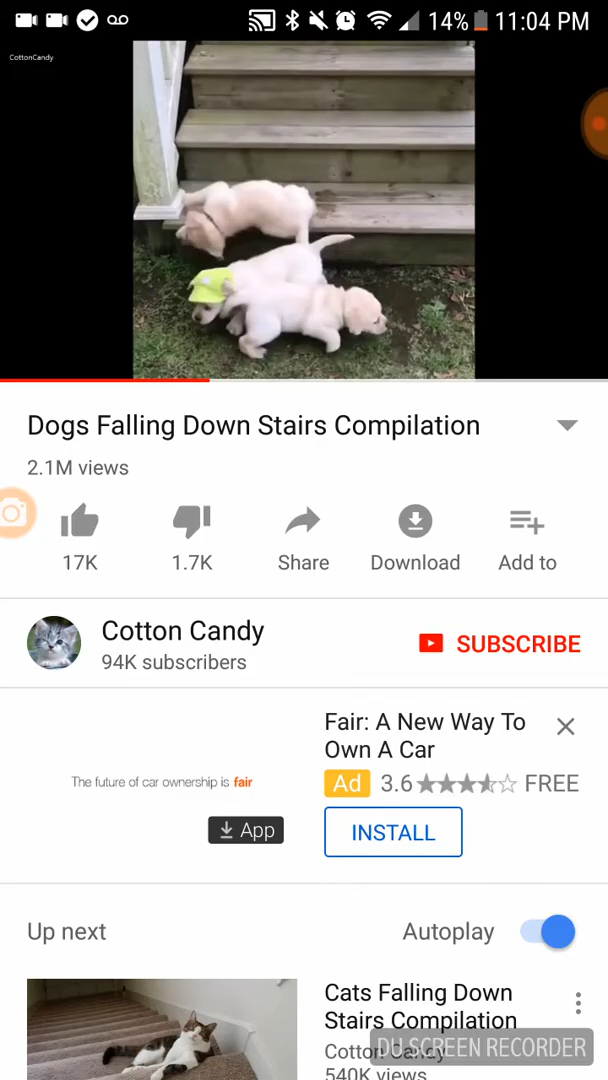 14% 11:04 PM
CottonCandy
Dogs Falling Down Stairs Compilation
2.1M views
17K
1.7K
Share
Download
Add to
Cotton Candy
94K subscribers
SUBSCRIBE
Fair: A New Way To
Own A Car
Ad 3.6 FREE
The future of car ownership is fair
App
INSTALL
Up next
Autoplay
Cats Falling Down
Stairs Compilation
Cotton Candy
DU SCREEN RECORDER
540K views